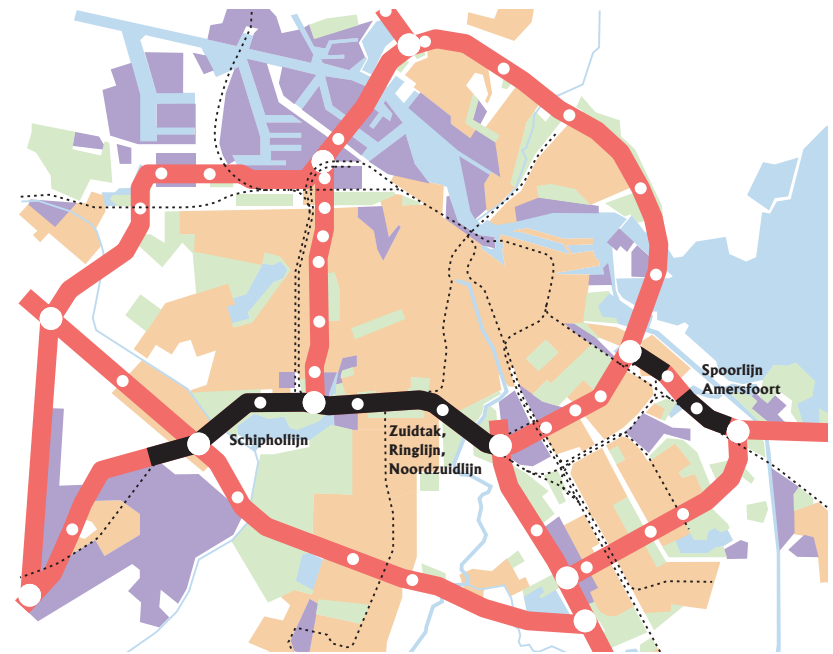 Spoorlijn
Amersfoort
Schiphollijn
Zuidtak,
Ringlijn,
Noordzuidlijn